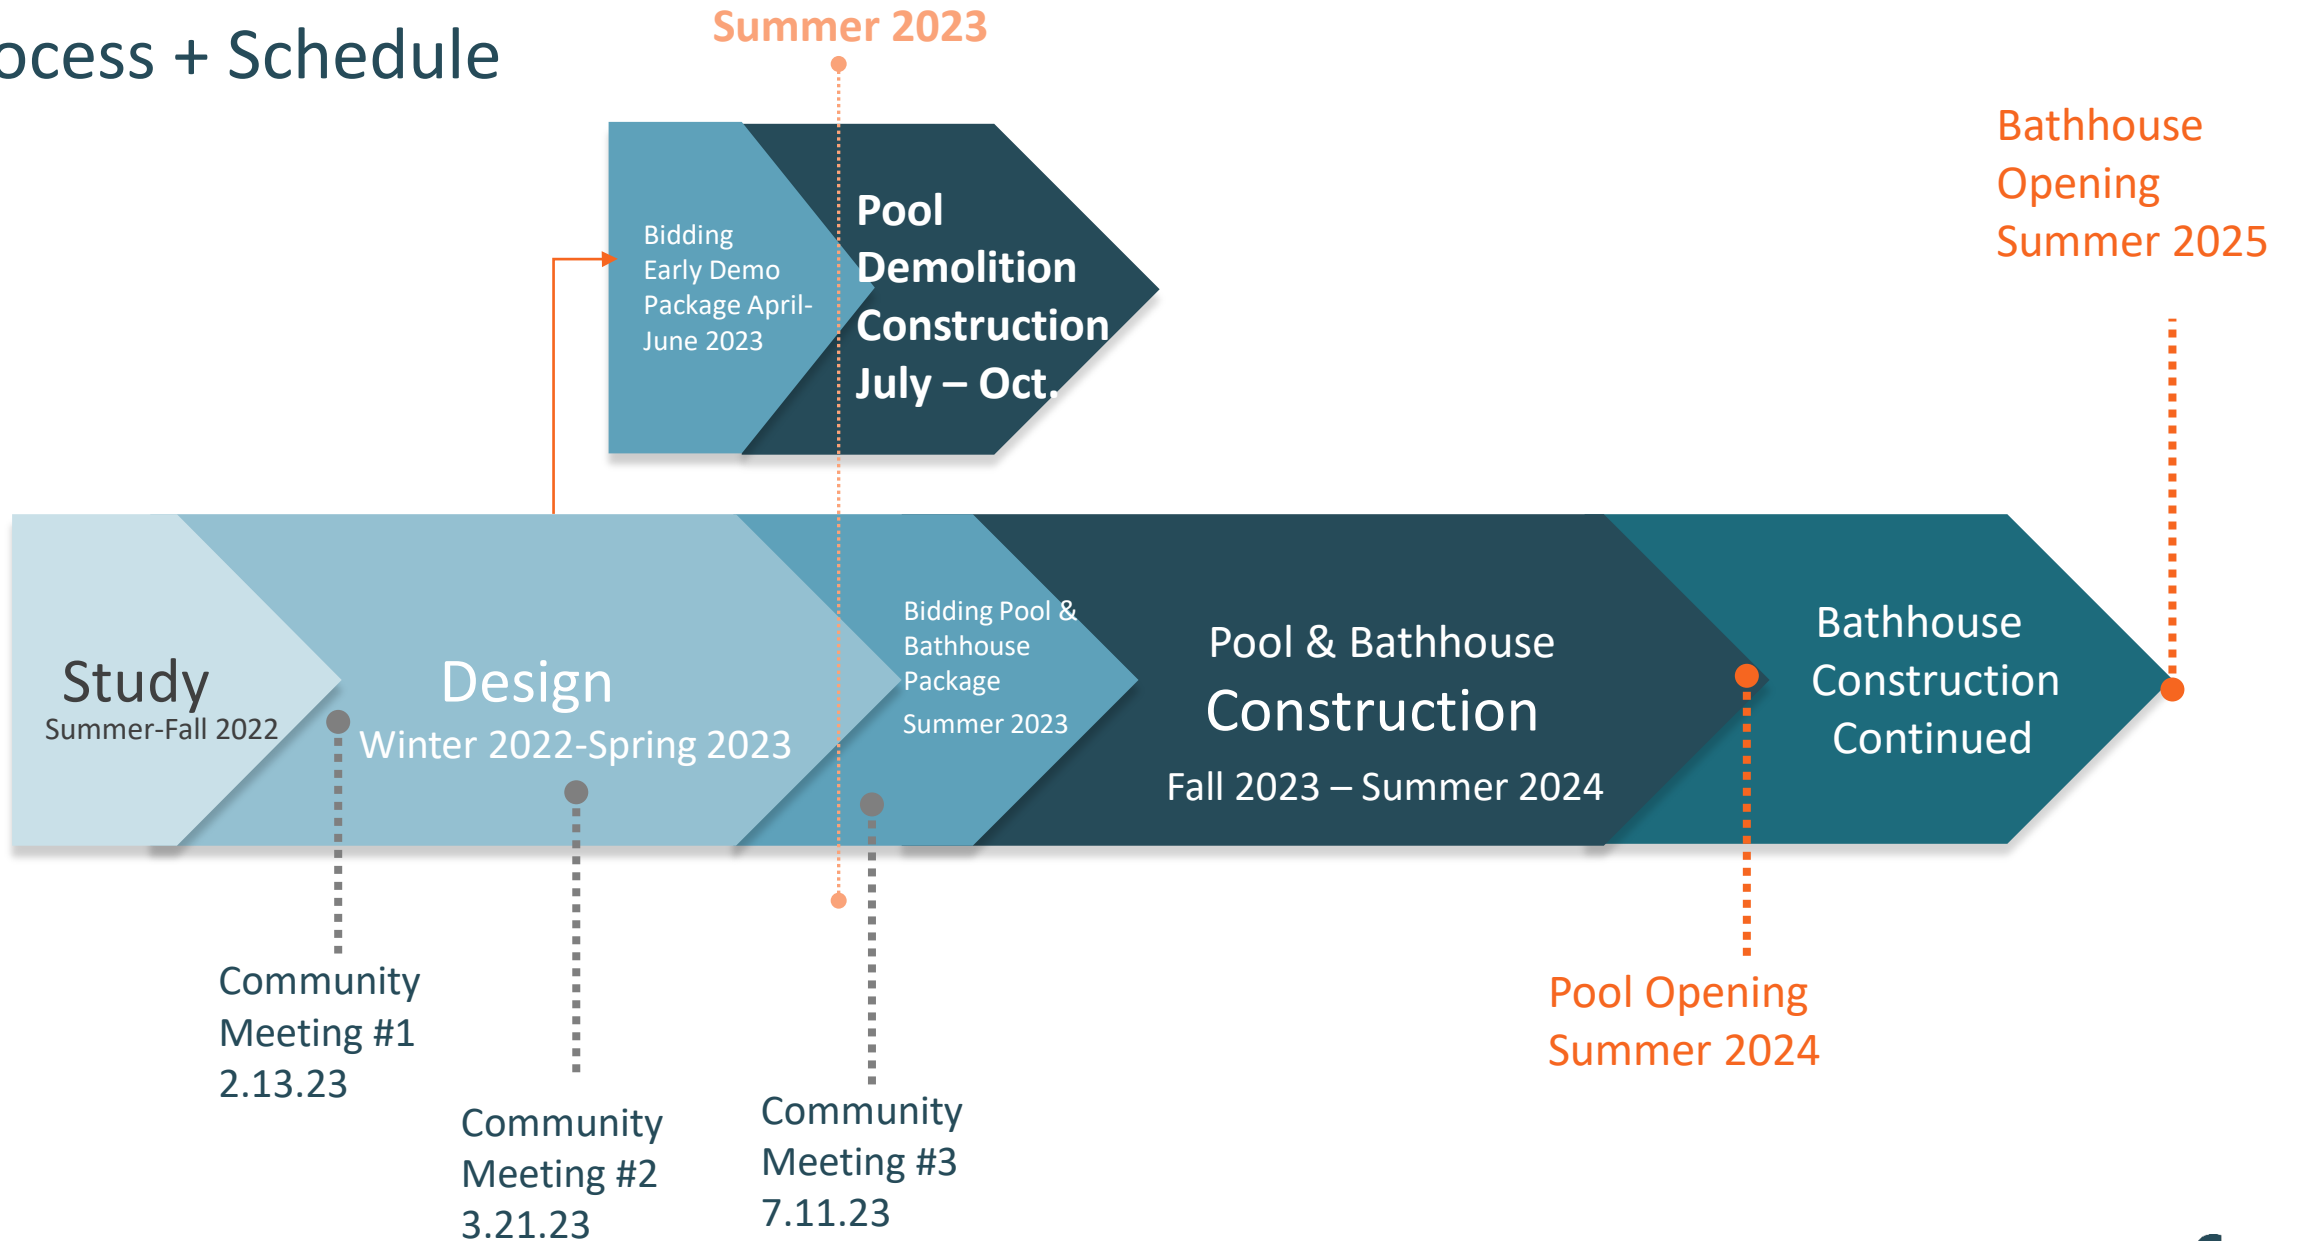 ocess + Schedule
Summer 2023
Bathhouse
Opening
Summer 2025
Bidding
Early Demo
Package April-
June 2023
Pool
Demolition
Construction
July – Oct.
Study
Summer-Fall 2022
Design
Winter 2022-Spring 2023
Bidding Pool &
Bathhouse
Package
Summer 2023
Pool & Bathhouse
Construction
Fall 2023 – Summer 2024
Bathhouse
Construction
Continued
Community
Meeting #1
2.13.23
Community
Meeting #2
3.21.23
Community
Meeting #3
7.11.23
Pool Opening
Summer 2024